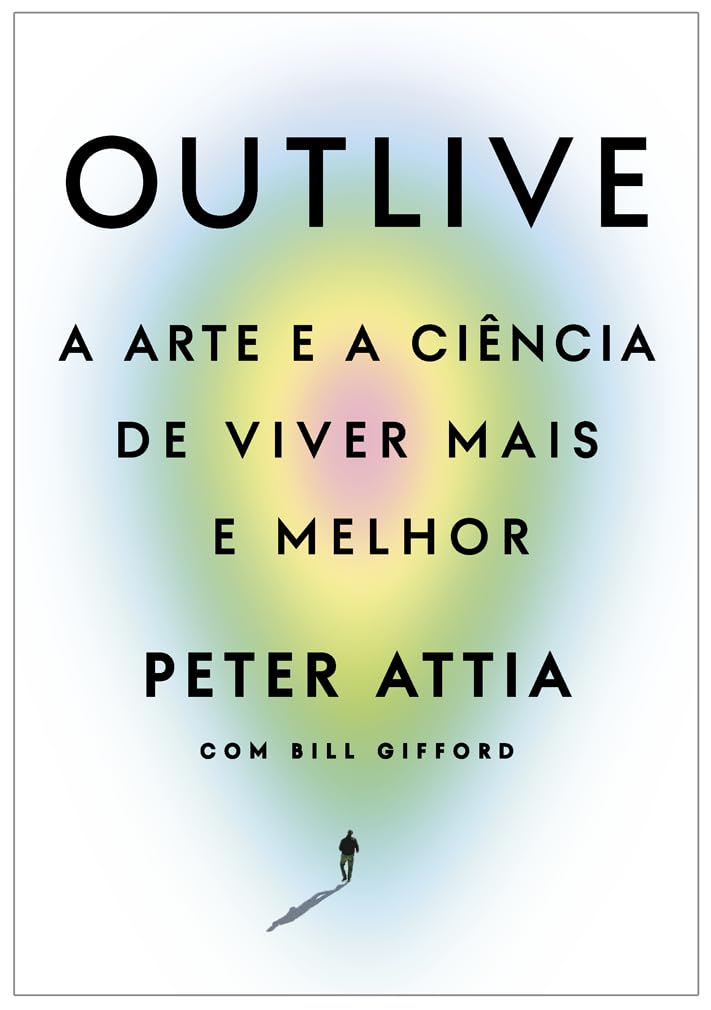 OUTLIVE
A ARTE E A CIÊNCIA
DE VIVER MAIS
E MELHOR
PETER ATTIA
COM BILL GIFFORD